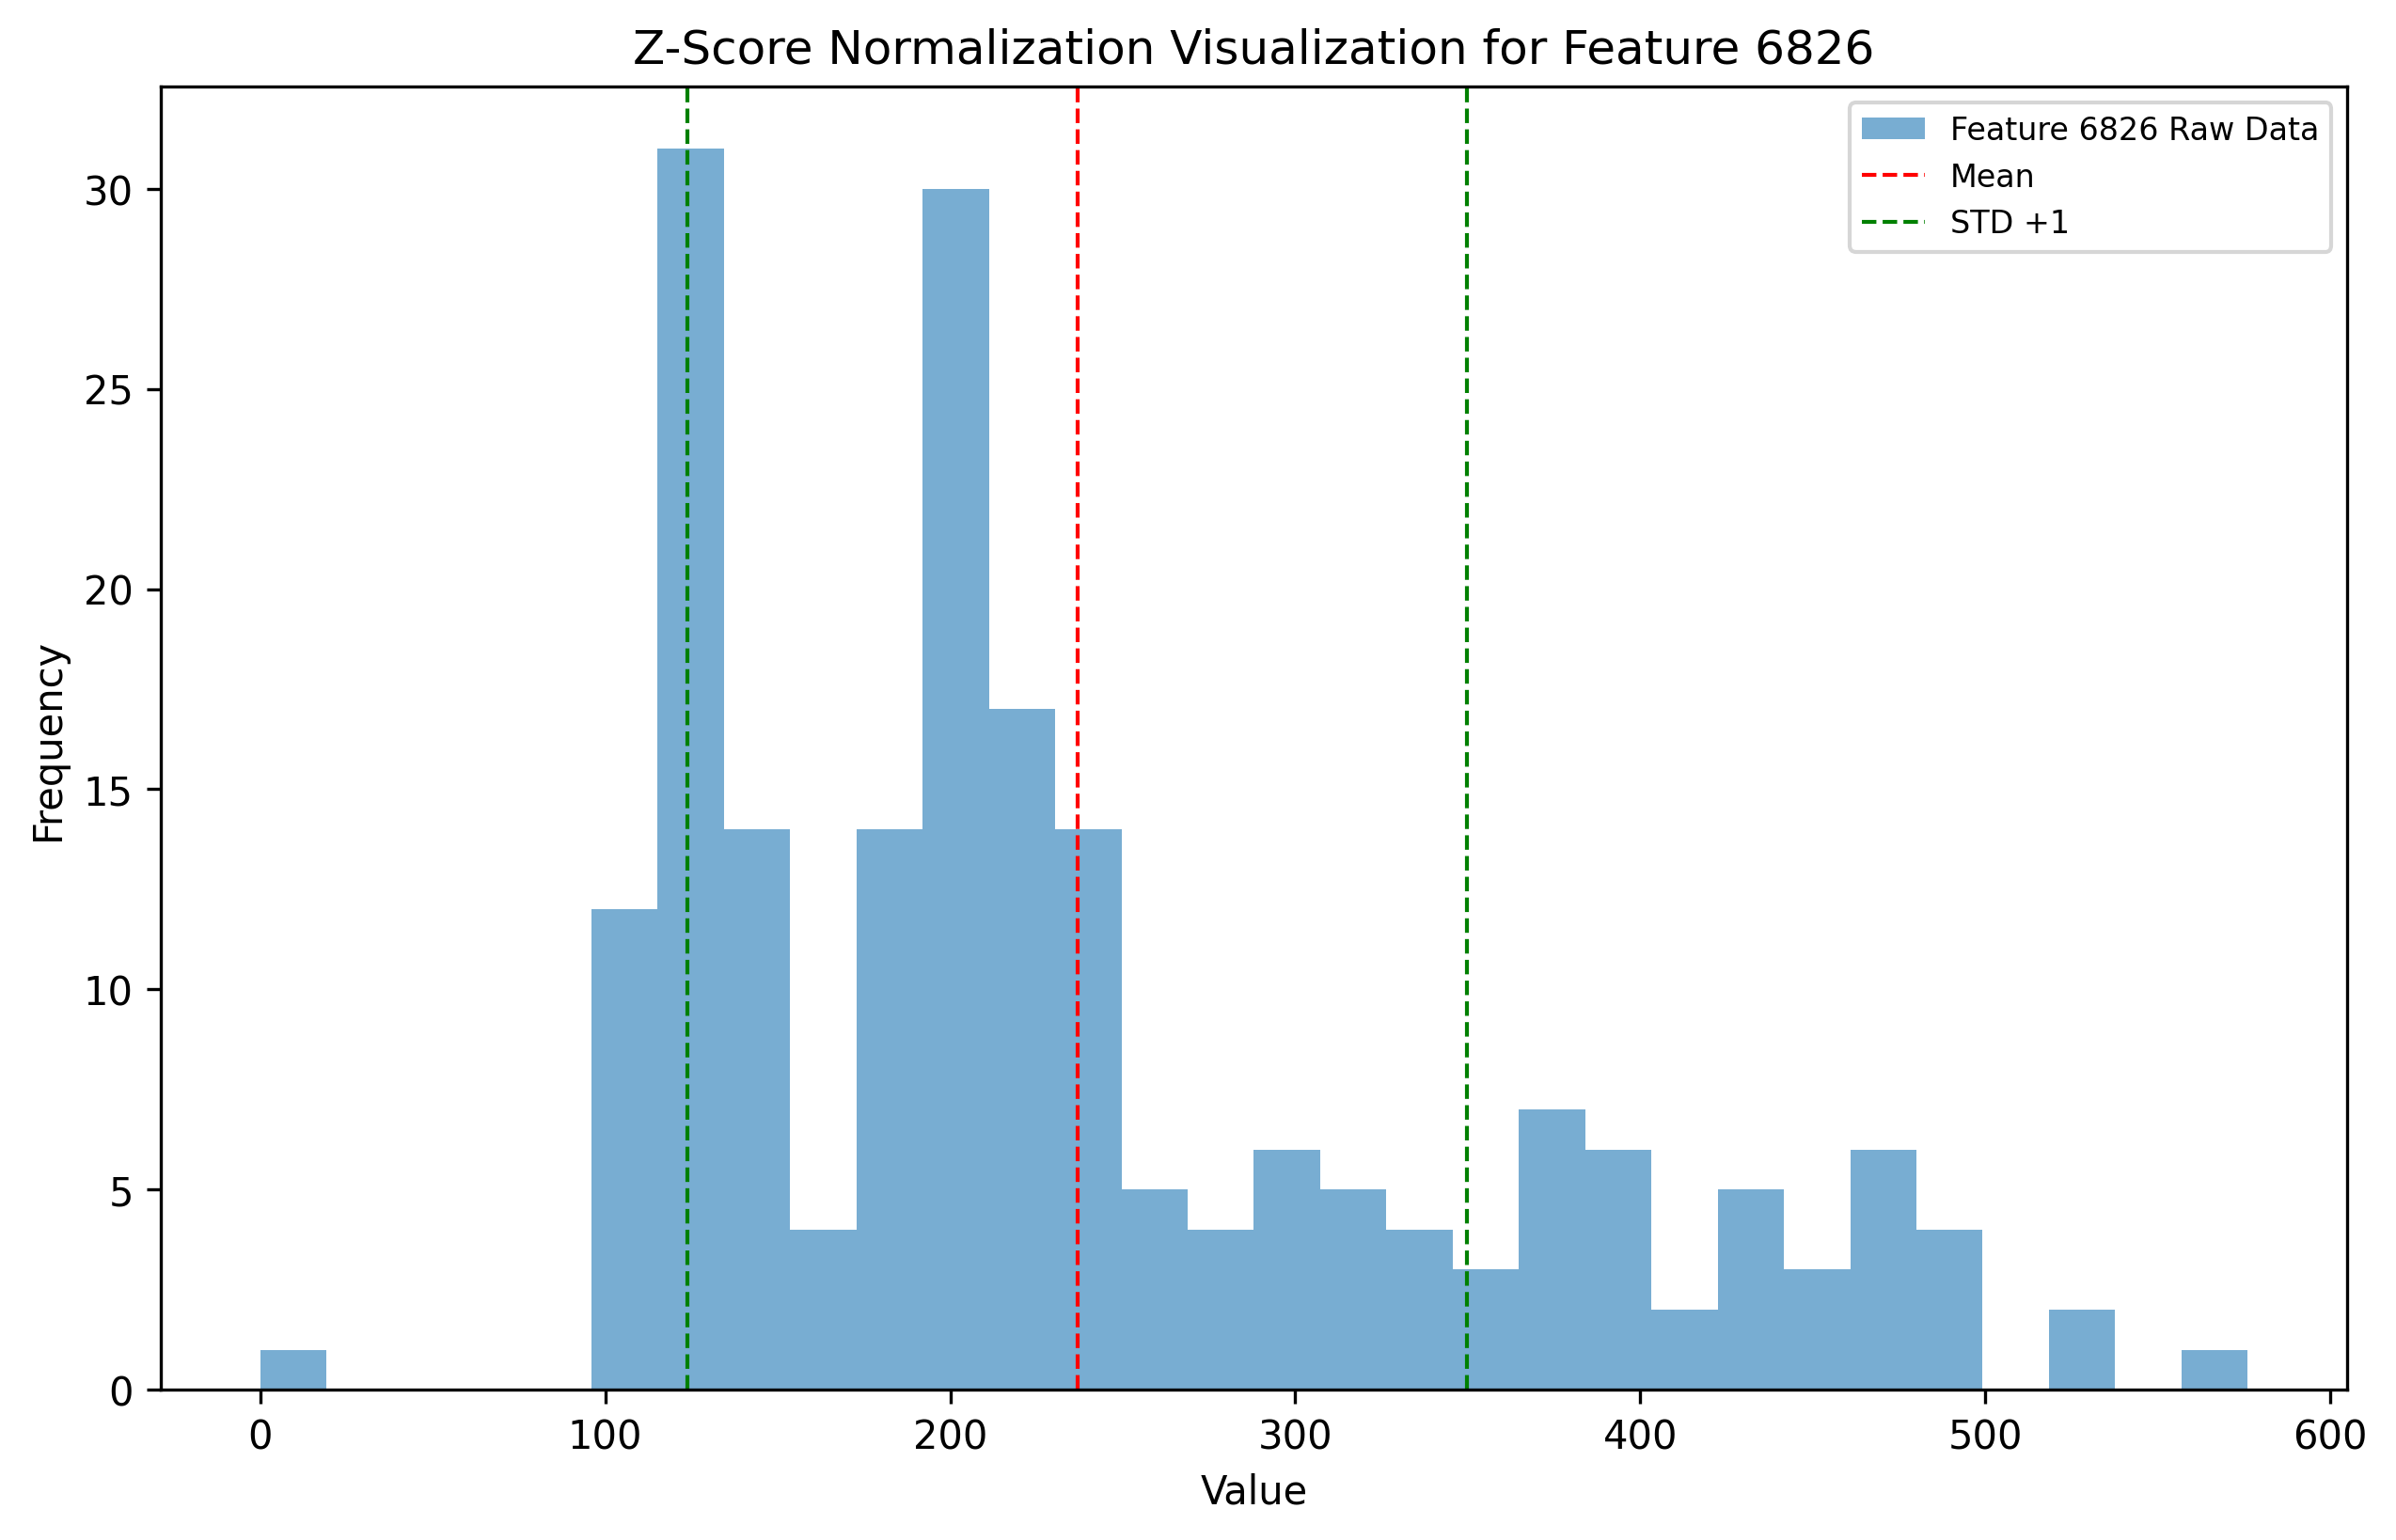 Z-Score Normalization Visualization for Feature 6826
Feature 6826 Raw Data
Mean
STD +1
30
25
20
15
10
5
0
Frequency
0 100 200 300 400 500 600
Value